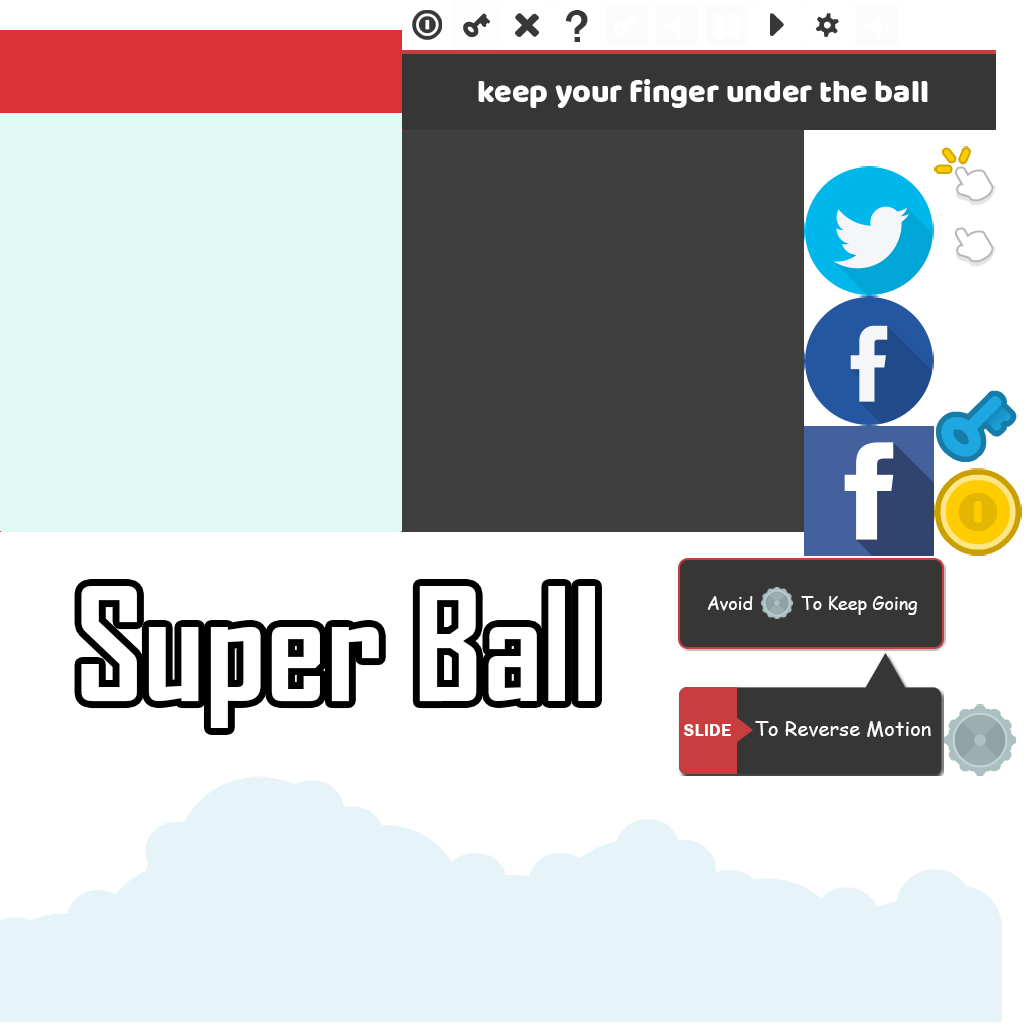 keep your finger under the ball
Super Ball
Avoid To Keep Going
SLIDE To Reverse Motion